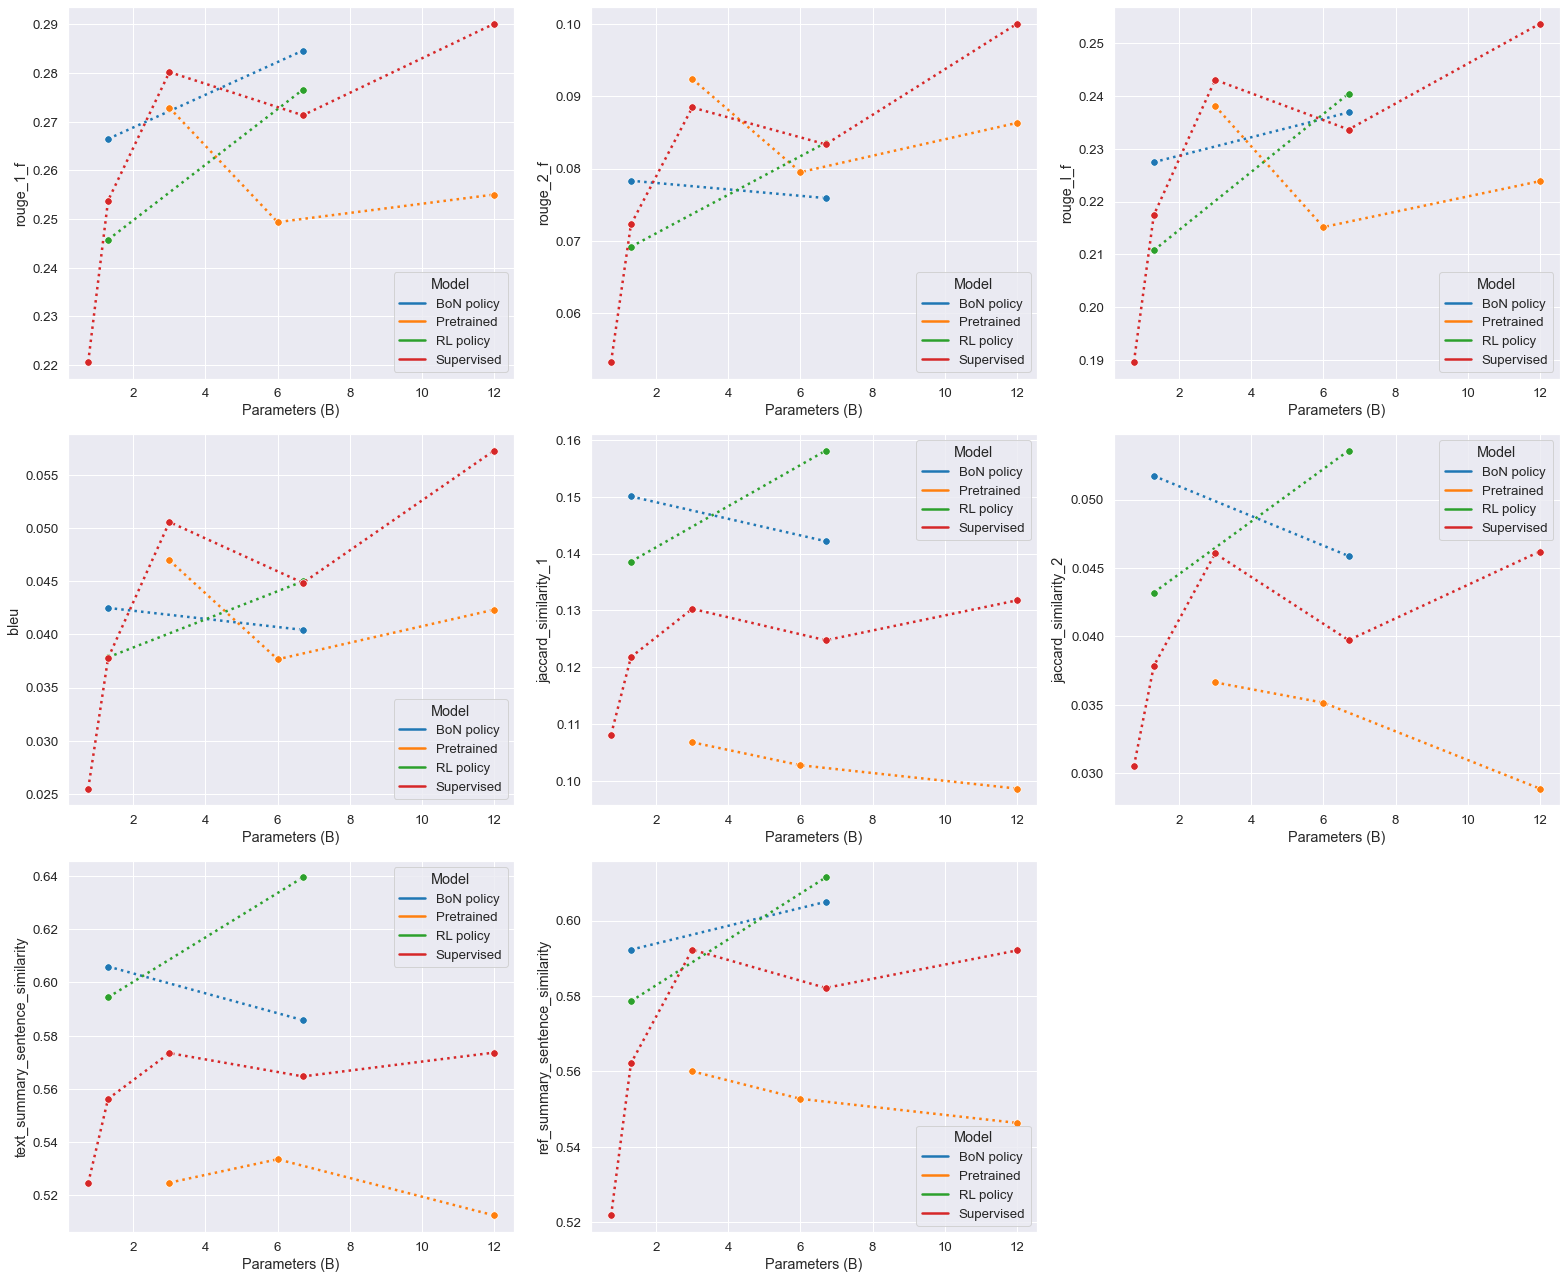 rouge_1_f
0.29
0.28
0.27
0.26
0.25
0.24
0.23
0.22
Model
BoN policy
Pretrained
RL policy
Supervised
2 4 6 8 10 12
Parameters (B)
rouge_2_f
0.10
0.09
0.08
0.07
0.06
Model
BoN policy
Pretrained
RL policy
Supervised
2 4 6 8 10 12
Parameters (B)
rouge_l_f
0.25
0.24
0.23
0.22
0.21
0.20
0.19
Model
BoN policy
Pretrained
RL policy
Supervised
2 4 6 8 10 12
Parameters (B)
bleu
0.055
0.050
0.045
0.040
0.035
0.030
0.025
Model
BoN policy
Pretrained
RL policy
Supervised
2 4 6 8 10 12
Parameters (B)
jaccard_similarity_1
0.16
0.15
0.14
0.13
0.12
0.11
0.10
Model
BoN policy
Pretrained
RL policy
Supervised
2 4 6 8 10 12
Parameters (B)
jaccard_similarity_2
0.050
0.045
0.040
0.035
0.030
Model
BoN policy
Pretrained
RL policy
Supervised
2 4 6 8 10 12
Parameters (B)
text_summary_sentence_similarity
0.64
0.62
0.60
0.58
0.56
0.54
0.52
Model
BoN policy
Pretrained
RL policy
Supervised
2 4 6 8 10 12
Parameters (B)
ref_summary_sentence_similarity
0.60
0.58
0.56
0.54
0.52
Model
BoN policy
Pretrained
RL policy
Supervised
2 4 6 8 10 12
Parameters (B)